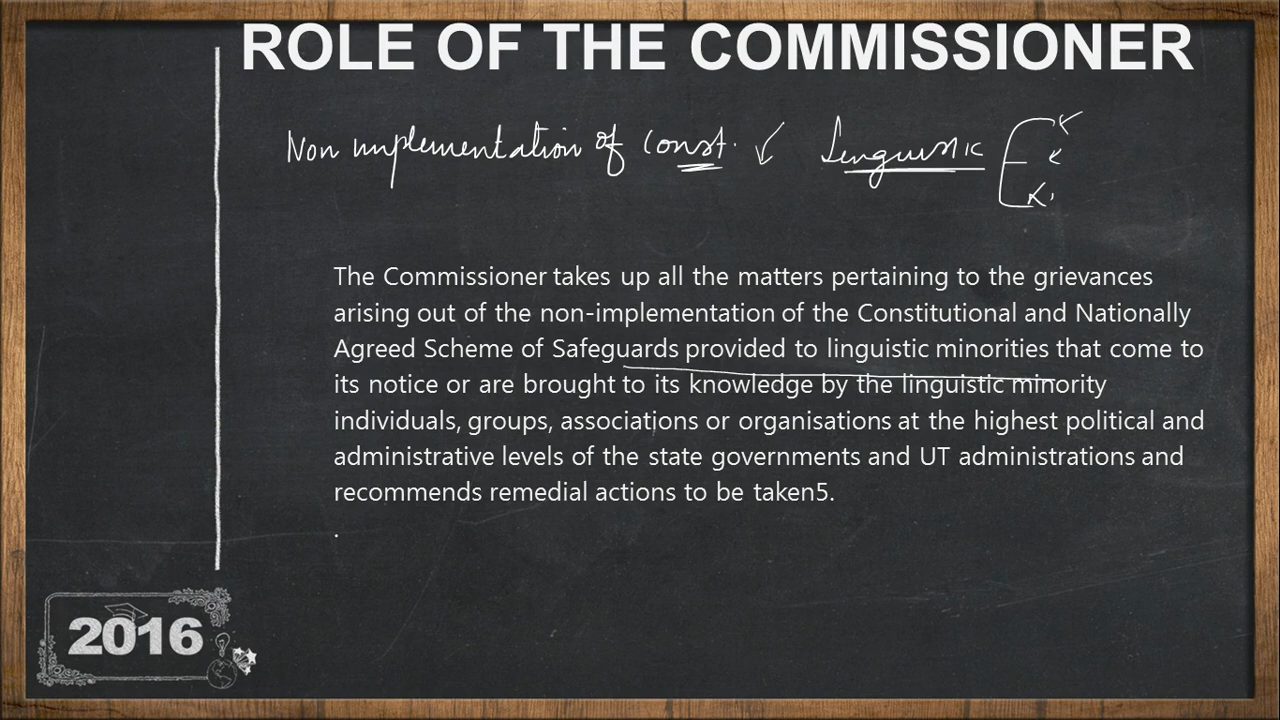 ROLE OF THE COMMISSIONER
Non implementation of Const. Linguistic
The Commissioner takes up all the matters pertaining to the grievances
arising out of the non-implementation of the Constitutional and Nationally
Agreed Scheme of Safeguards provided to linguistic minorities that come to
its notice or are brought to its knowledge by the linguistic minority
individuals, groups, associations or organisations at the highest political and
administrative levels of the state governments and UT administrations and
recommends remedial actions to be taken5.
.
2016